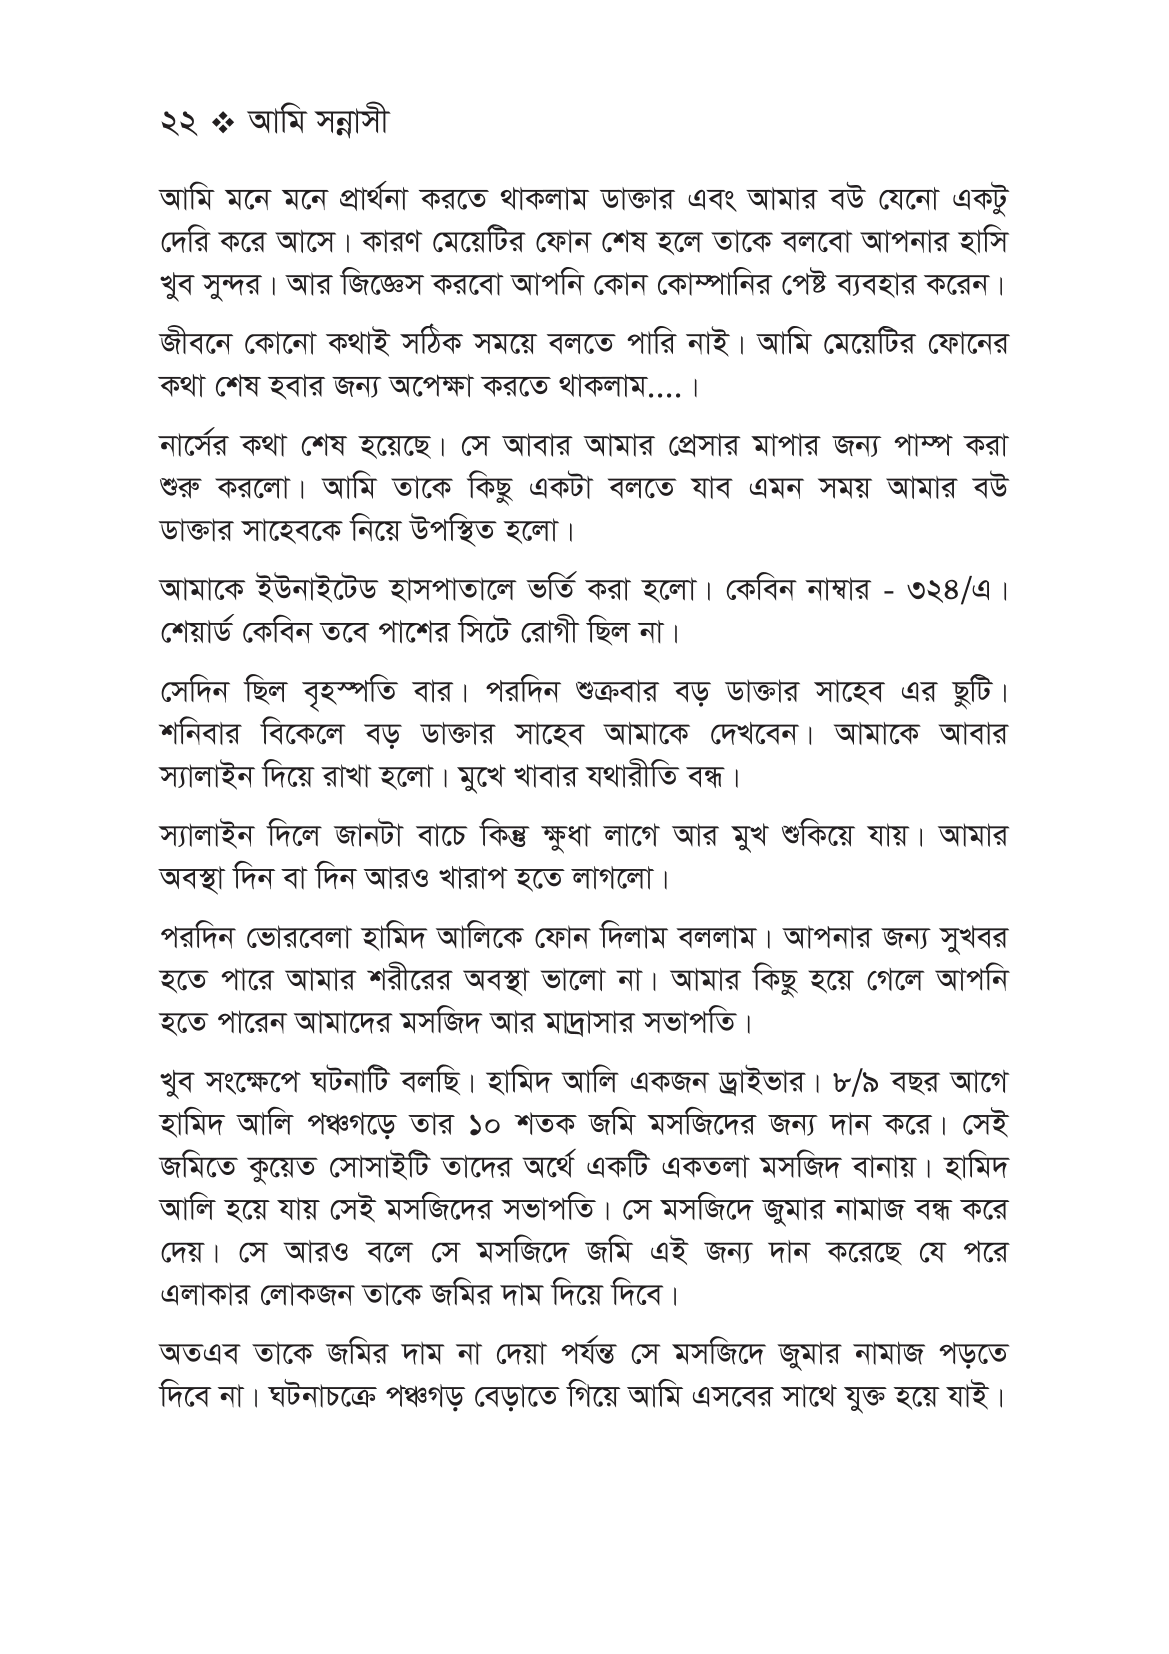 ২২ ❖ আমি সন্নাসী
আমি মনে মনে প্রার্থনা করতে থাকলাম ডাক্তার এবং আমার বউ যেনো একটু
দেরি করে আসে। কারণ মেয়েটির ফোন শেষ হলে তাকে বলবো আপনার হাসি
খুব সুন্দর। আর জিজ্ঞেস করবো আপনি কোন কোম্পানির পেষ্ট ব্যবহার করেন।
জীবনে কোনো কথাই সঠিক সময়ে বলতে পারি নাই। আমি মেয়েটির ফোনের
কথা শেষ হবার জন্য অপেক্ষা করতে থাকলাম....।
নার্সের কথা শেষ হয়েছে। সে আবার আমার প্রেসার মাপার জন্য পাম্প করা
শুরু করলো। আমি তাকে কিছু একটা বলতে যাব এমন সময় আমার বউ
ডাক্তার সাহেবকে নিয়ে উপস্থিত হলো।
আমাকে ইউনাইটেড হাসপাতালে ভর্তি করা হলো। কেবিন নাম্বার - ৩২৪/এ।
শেয়ার্ড কেবিন তবে পাশের সিটে রোগী ছিল না।
সেদিন ছিল বৃহস্পতি বার। পরদিন শুক্রবার বড় ডাক্তার সাহেব এর ছুটি।
শনিবার বিকেলে বড় ডাক্তার সাহেব আমাকে দেখবেন। আমাকে আবার
স্যালাইন দিয়ে রাখা হলো। মুখে খাবার যথারীতি বন্ধ।
স্যালাইন দিলে জানটা বাচে কিন্তু ক্ষুধা লাগে আর মুখ শুকিয়ে যায়। আমার
অবস্থা দিন বা দিন আরও খারাপ হতে লাগলো।
পরদিন ভোরবেলা হামিদ আলিকে ফোন দিলাম বললাম। আপনার জন্য সুখবর
হতে পারে আমার শরীরের অবস্থা ভালো না। আমার কিছু হয়ে গেলে আপনি
হতে পারেন আমাদের মসজিদ আর মাদ্রাসার সভাপতি।
খুব সংক্ষেপে ঘটনাটি বলছি। হামিদ আলি একজন ড্রাইভার। ৮/৯ বছর আগে
হামিদ আলি পঞ্চগড়ে তার ১০ শতক জমি মসজিদের জন্য দান করে। সেই
জমিতে কুয়েত সোসাইটি তাদের অর্থে একটি একতলা মসজিদ বানায়। হামিদ
আলি হয়ে যায় সেই মসজিদের সভাপতি। সে মসজিদে জুমার নামাজ বন্ধ করে
দেয়। সে আরও বলে সে মসজিদে জমি এই জন্য দান করেছে যে পরে
এলাকার লোকজন তাকে জমির দাম দিয়ে দিবে।
অতএব তাকে জমির দাম না দেয়া পর্যন্ত সে মসজিদে জুমার নামাজ পড়তে
দিবে না। ঘটনাচক্রে পঞ্চগড় বেড়াতে গিয়ে আমি এসবের সাথে যুক্ত হয়ে যাই।